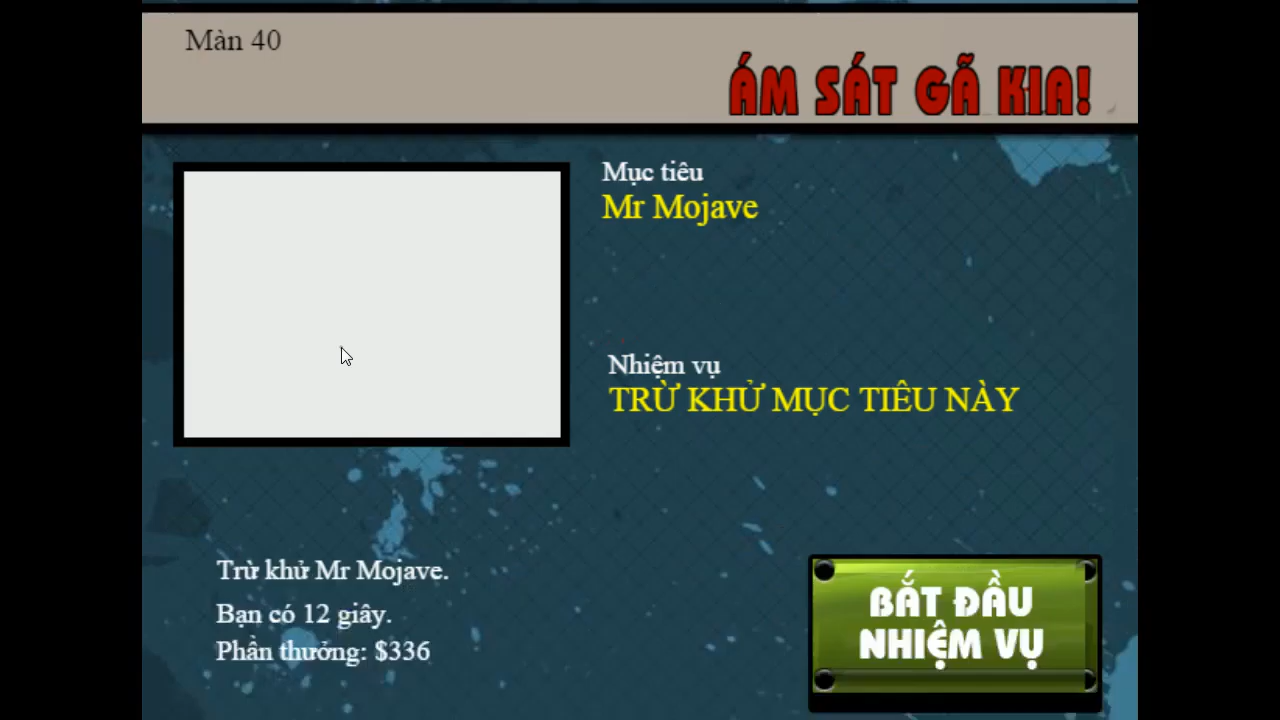 Màn 40
ÁM SÁT GÃ KIA!
Mục tiêu
Mr Mojave
Nhiệm vụ
TRỪ KHỬ MỤC TIÊU NÀY
Trừ khử Mr Mojave.
Bạn có 12 giây.
Phần thưởng: $336
BẮT ĐẦU
NHIỆM VỤ